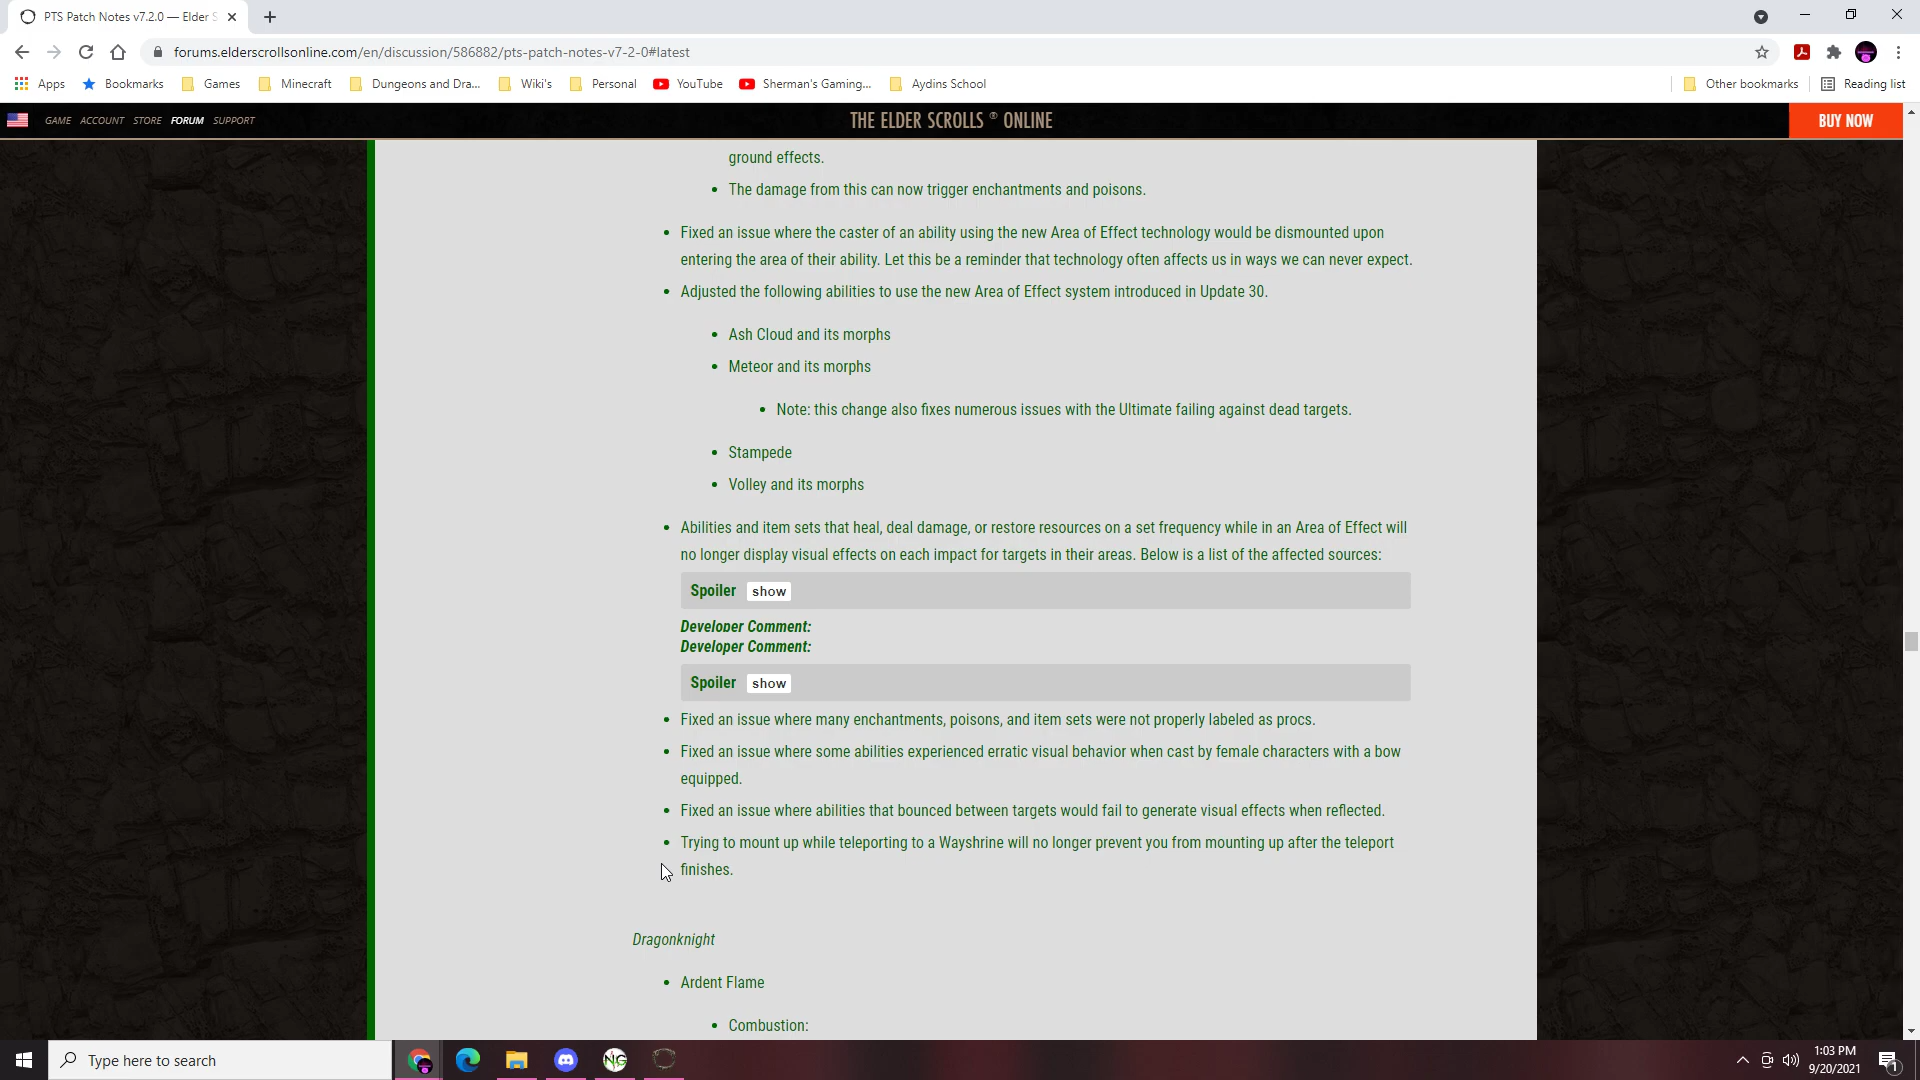 PTS Patch Notes v7.2.0 — Elder S
forums.elderscrollsonline.com/en/discussion/586882/pts-patch-notes-v7-2-0#latest
Apps Bookmarks Games Minecraft Dungeons and Dra... Wiki's Personal YouTube Sherman's Gaming... Aydins School Other bookmarks Reading list
GAME ACCOUNT STORE FORUM SUPPORT THE ELDER SCROLLS ® ONLINE BUY NOW
ground effects.
• The damage from this can now trigger enchantments and poisons.
• Fixed an issue where the caster of an ability using the new Area of Effect technology would be dismounted upon
entering the area of their ability. Let this be a reminder that technology often affects us in ways we can never expect.
• Adjusted the following abilities to use the new Area of Effect system introduced in Update 30.
• Ash Cloud and its morphs
• Meteor and its morphs
• Note: this change also fixes numerous issues with the Ultimate failing against dead targets.
• Stampede
• Volley and its morphs
• Abilities and item sets that heal, deal damage, or restore resources on a set frequency while in an Area of Effect will
no longer display visual effects on each impact for targets in their areas. Below is a list of the affected sources:
Spoiler show
Developer Comment:
Developer Comment:
Spoiler show
• Fixed an issue where many enchantments, poisons, and item sets were not properly labeled as procs.
• Fixed an issue where some abilities experienced erratic visual behavior when cast by female characters with a bow
equipped.
• Fixed an issue where abilities that bounced between targets would fail to generate visual effects when reflected.
• Trying to mount up while teleporting to a Wayshrine will no longer prevent you from mounting up after the teleport
finishes.
Dragonknight
• Ardent Flame
• Combustion:
Type here to search
NG
1:03 PM
9/20/2021
1